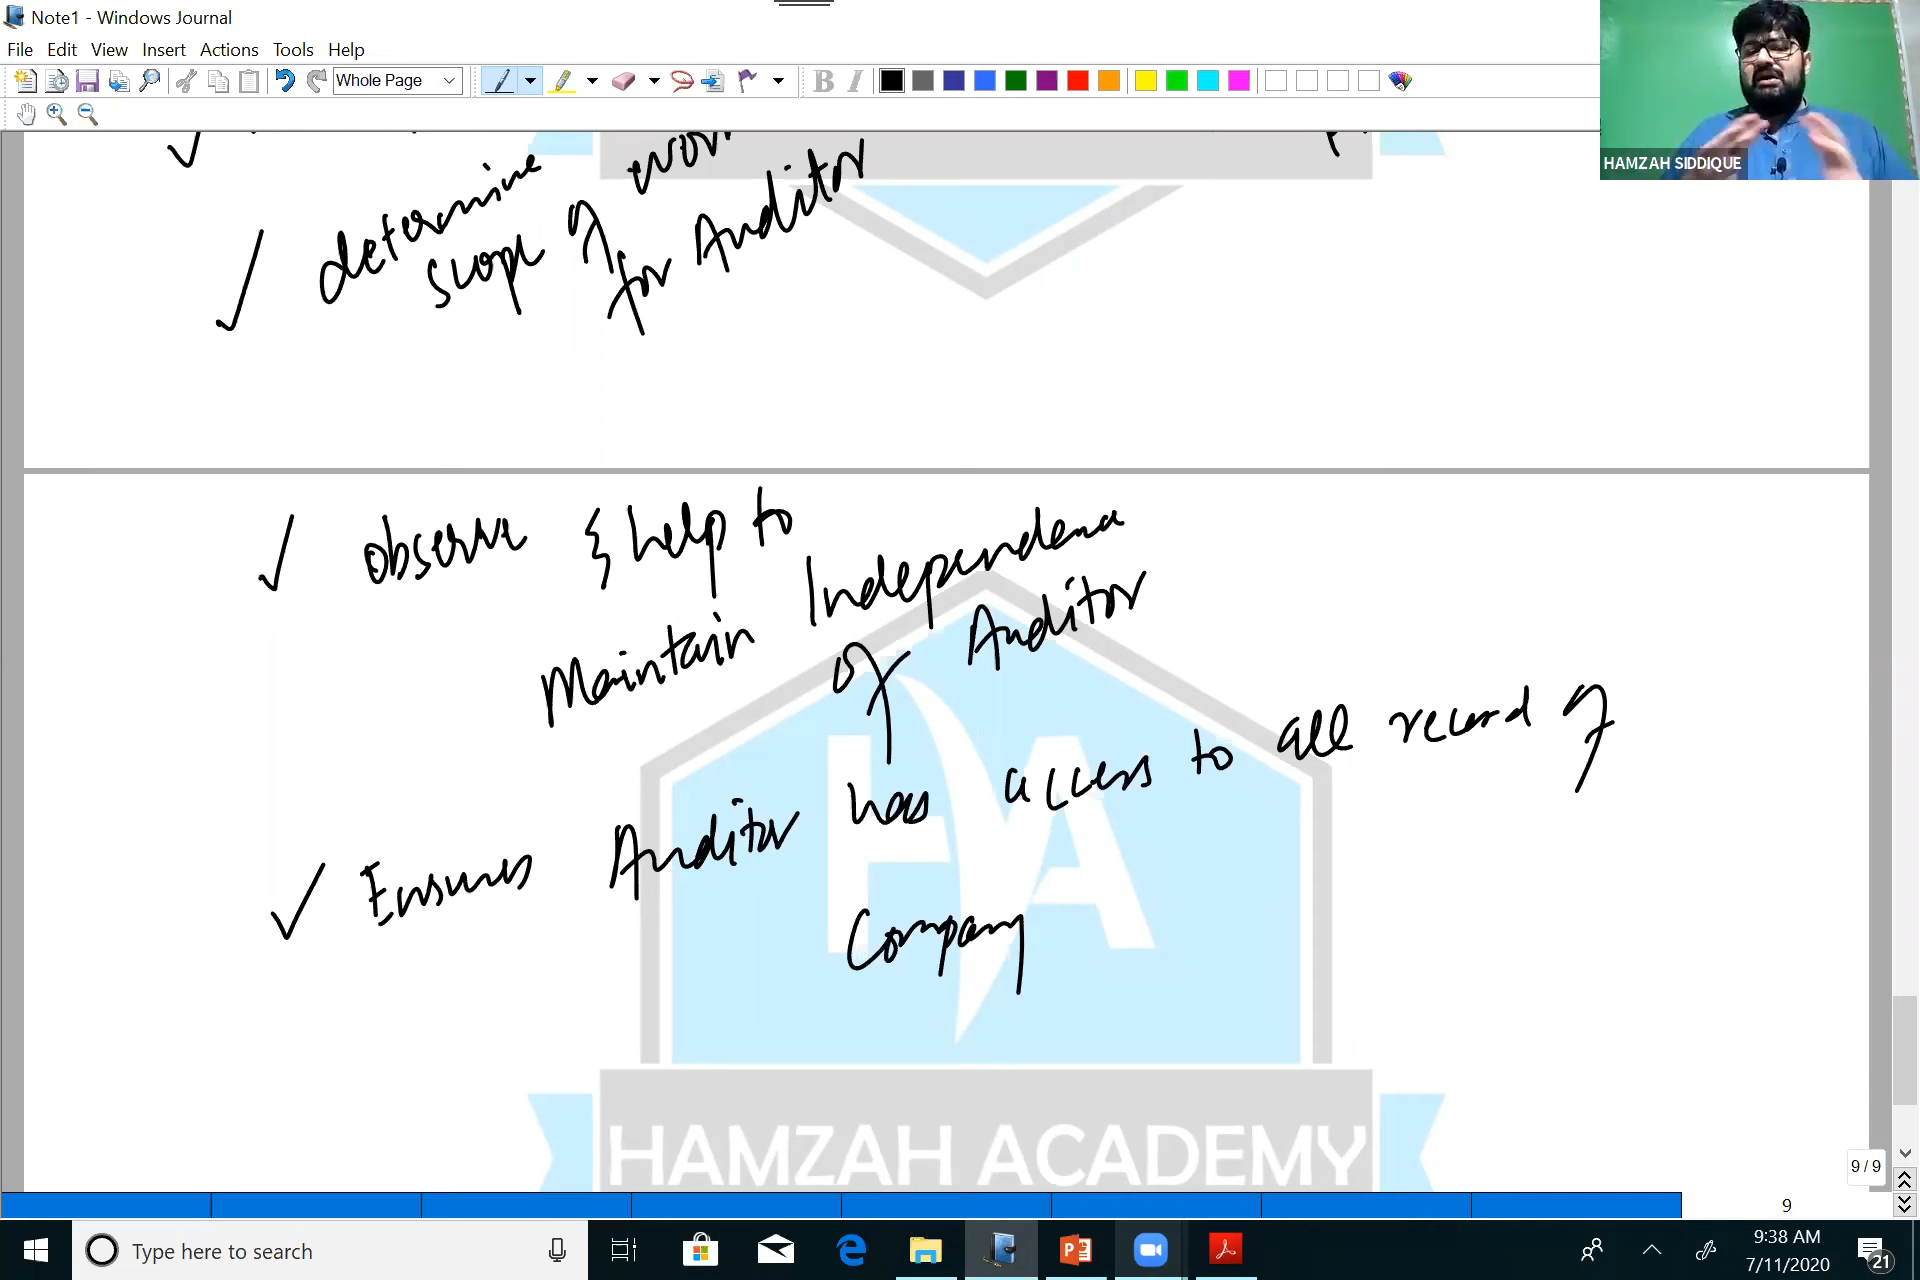 Note1 - Windows Journal
File Edit View Insert Actions Tools Help
Whole Page
B I
HAMZAH SIDDIQUE
determine
scope of work
for Auditor
Observe & help to
Maintain Independence
of Auditor
Ensures Auditor has access to all record of
Company
HA
HAMZAH ACADEMY
9 / 9
9
Type here to search
9:38 AM
7/11/2020
21